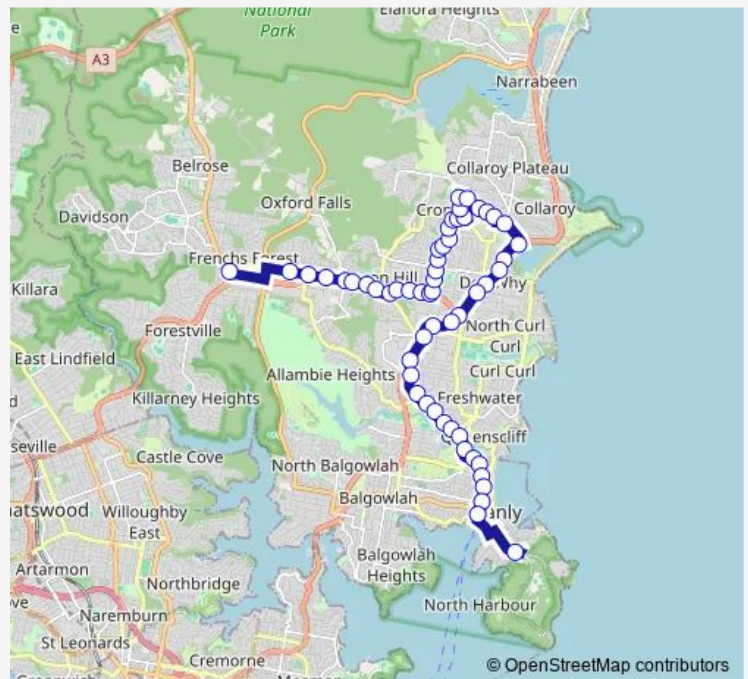 National
Park
Elanora Heights
A3
Narrabeen
Belrose
Collaroy Plateau
Oxford Falls
Davidson
Collaroy
Frenchs Forest
Killara
Forestville
North Curl
Curl
East Lindfield
Allambie Heights
Curl Curl
Killarney Heights
Freshwater
Castle Cove
North Balgowlah
Balgowlah
Willoughby
East
Balgowlah
Heights
Artarmon
Northbridge
North Harbour
Naremburn
St Leonards
Cremorne
© OpenStreetMap contributors